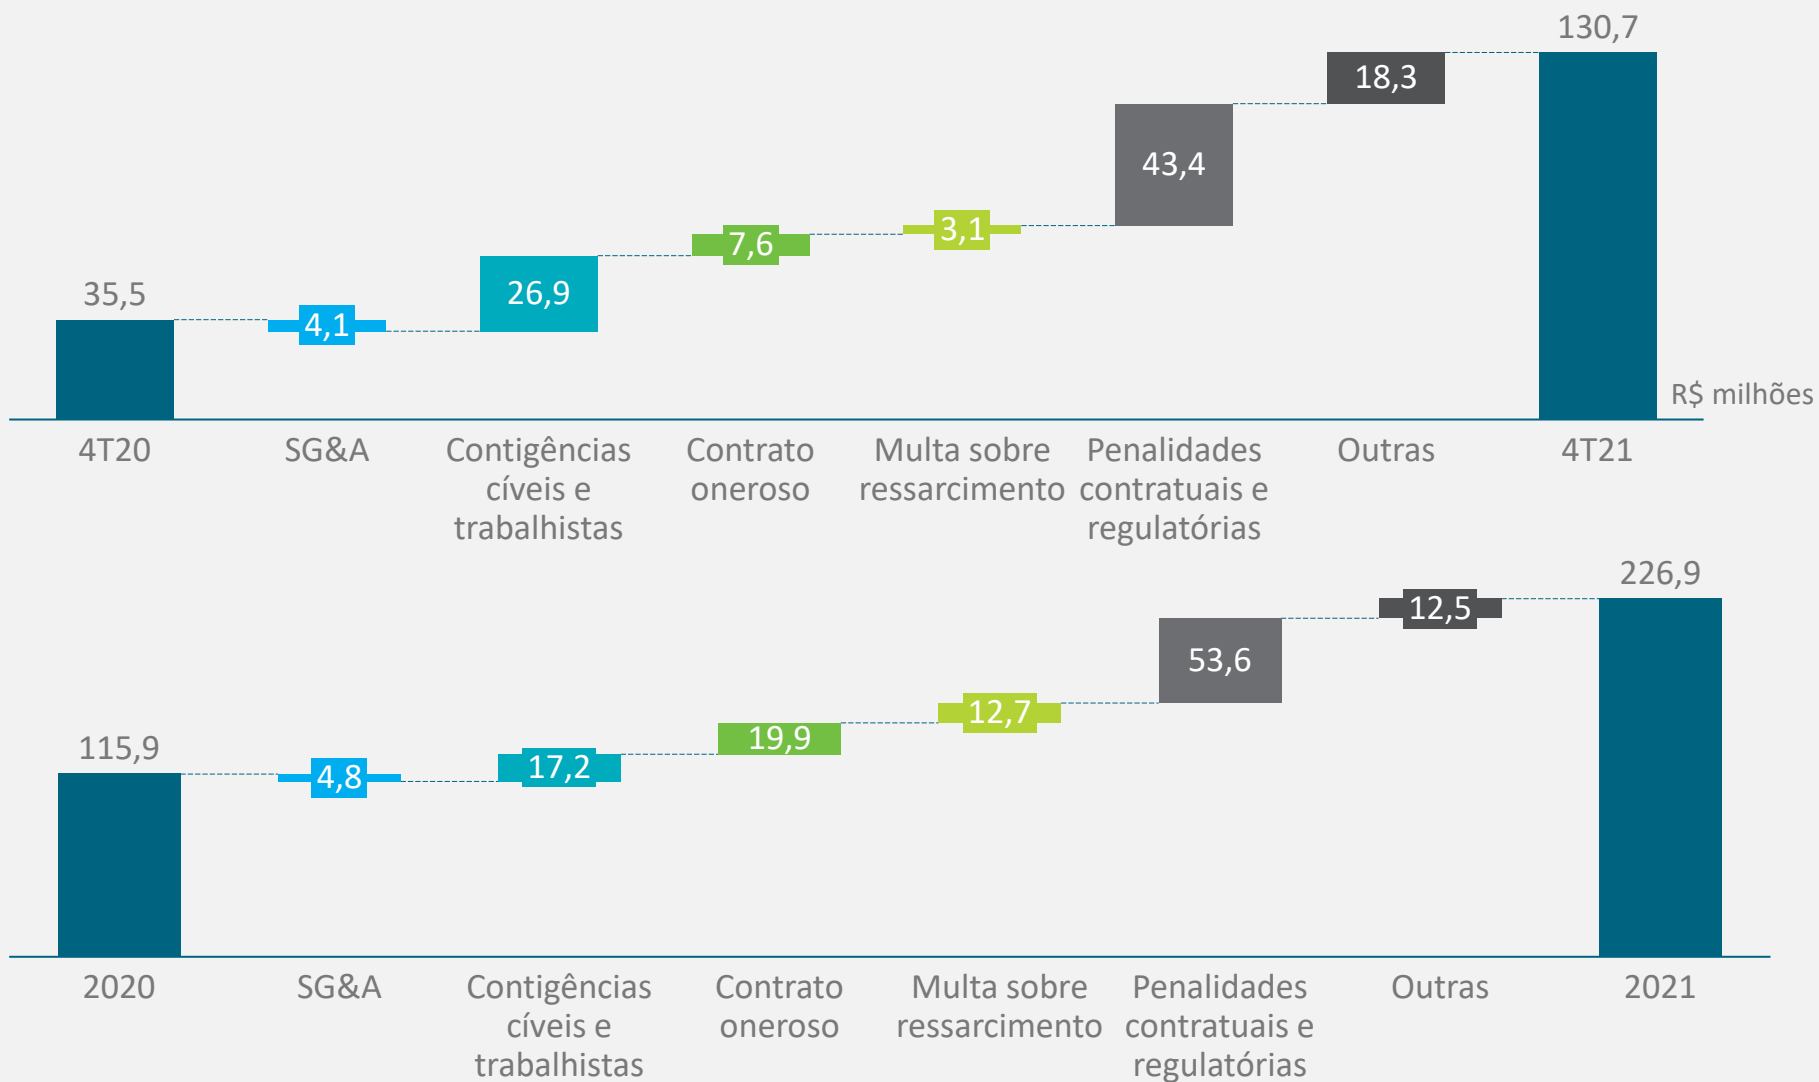 130,7
18,3
43,4
3,1
7,6
26,9
35,5
4,1
R$ milhões
4T20
SG&A
Contigências
cíveis e
trabalhistas
Contrato
oneroso
Multa sobre
ressarcimento
Penalidades
contratuais e
regulatórias
Outras
4T21
226,9
12,5
53,6
12,7
19,9
17,2
115,9
4,8
2020
SG&A
Contigências
cíveis e
trabalhistas
Contrato
oneroso
Multa sobre
ressarcimento
Penalidades
contratuais e
regulatórias
Outras
2021